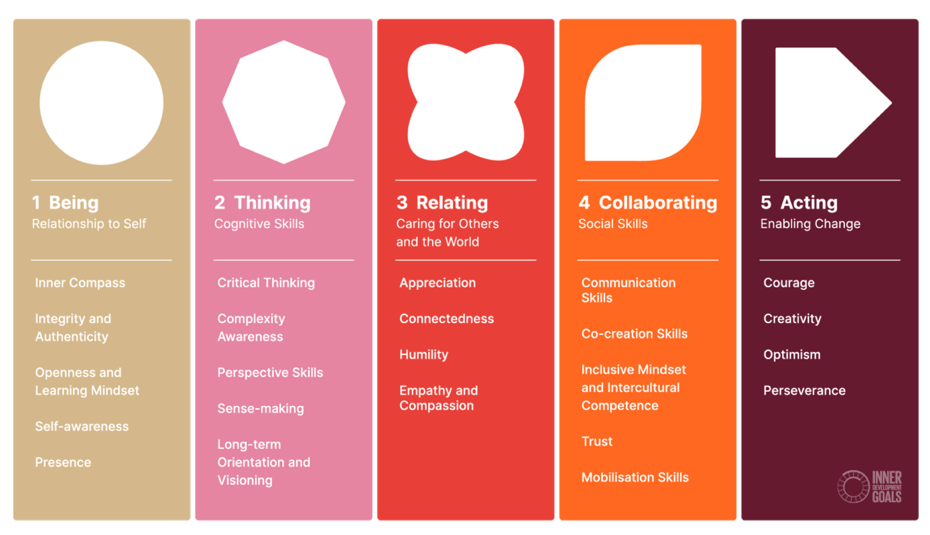 1 Being
Relationship to Self
Inner Compass
Integrity and
Authenticity
Openness and
Learning Mindset
Self-awareness
Presence
2 Thinking
Cognitive Skills
Critical Thinking
Complexity
Awareness
Perspective Skills
Sense-making
Long-term
Orientation and
Visioning
3 Relating
Caring for Others
and the World
Appreciation
Connectedness
Humility
Empathy and
Compassion
4 Collaborating
Social Skills
Communication
Skills
Co-creation Skills
Inclusive Mindset
and Intercultural
Competence
Trust
Mobilisation Skills
5 Acting
Enabling Change
Courage
Creativity
Optimism
Perseverance
INNER
DEVELOPMENT
GOALS